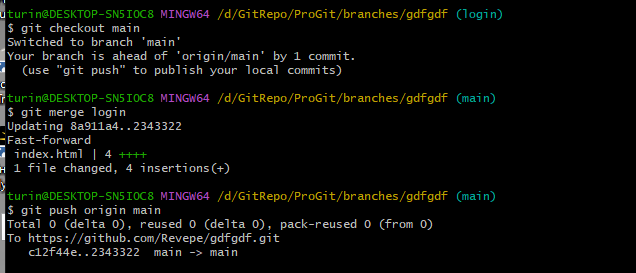 turin@DESKTOP-SN5IOC8 MINGW64 /d/GitRepo/ProGit/branches/gdfgdf (login)
$ git checkout main
Switched to branch 'main'
Your branch is ahead of 'origin/main' by 1 commit.
  (use "git push" to publish your local commits)
turin@DESKTOP-SN5IOC8 MINGW64 /d/GitRepo/ProGit/branches/gdfgdf (main)
$ git merge login
Updating 8a911a4..2343322
Fast-forward
 index.html | 4 ++++
 1 file changed, 4 insertions(+)
turin@DESKTOP-SN5IOC8 MINGW64 /d/GitRepo/ProGit/branches/gdfgdf (main)
$ git push origin main
Total 0 (delta 0), reused 0 (delta 0), pack-reused 0 (from 0)
To https://github.com/Revepe/gdfgdf.git
   c12f44e..2343322  main -> main